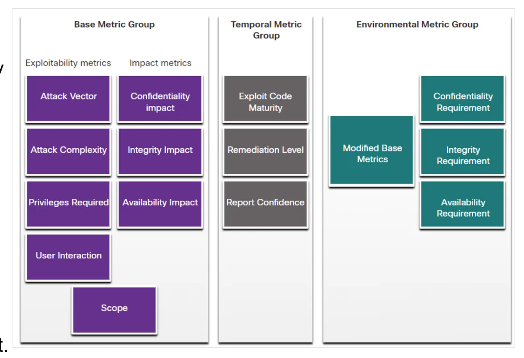 Base Metric Group
Temporal Metric
Group
Environmental Metric Group
Exploitability metrics
Impact metrics
Attack Vector
Confidentiality
impact
Attack Complexity
Integrity Impact
Privileges Required
Availability Impact
User Interaction
Scope
Exploit Code
Maturity
Remediation Level
Report Confidence
Modified Base
Metrics
Confidentiality
Requirement
Integrity
Requirement
Availability
Requirement
t.